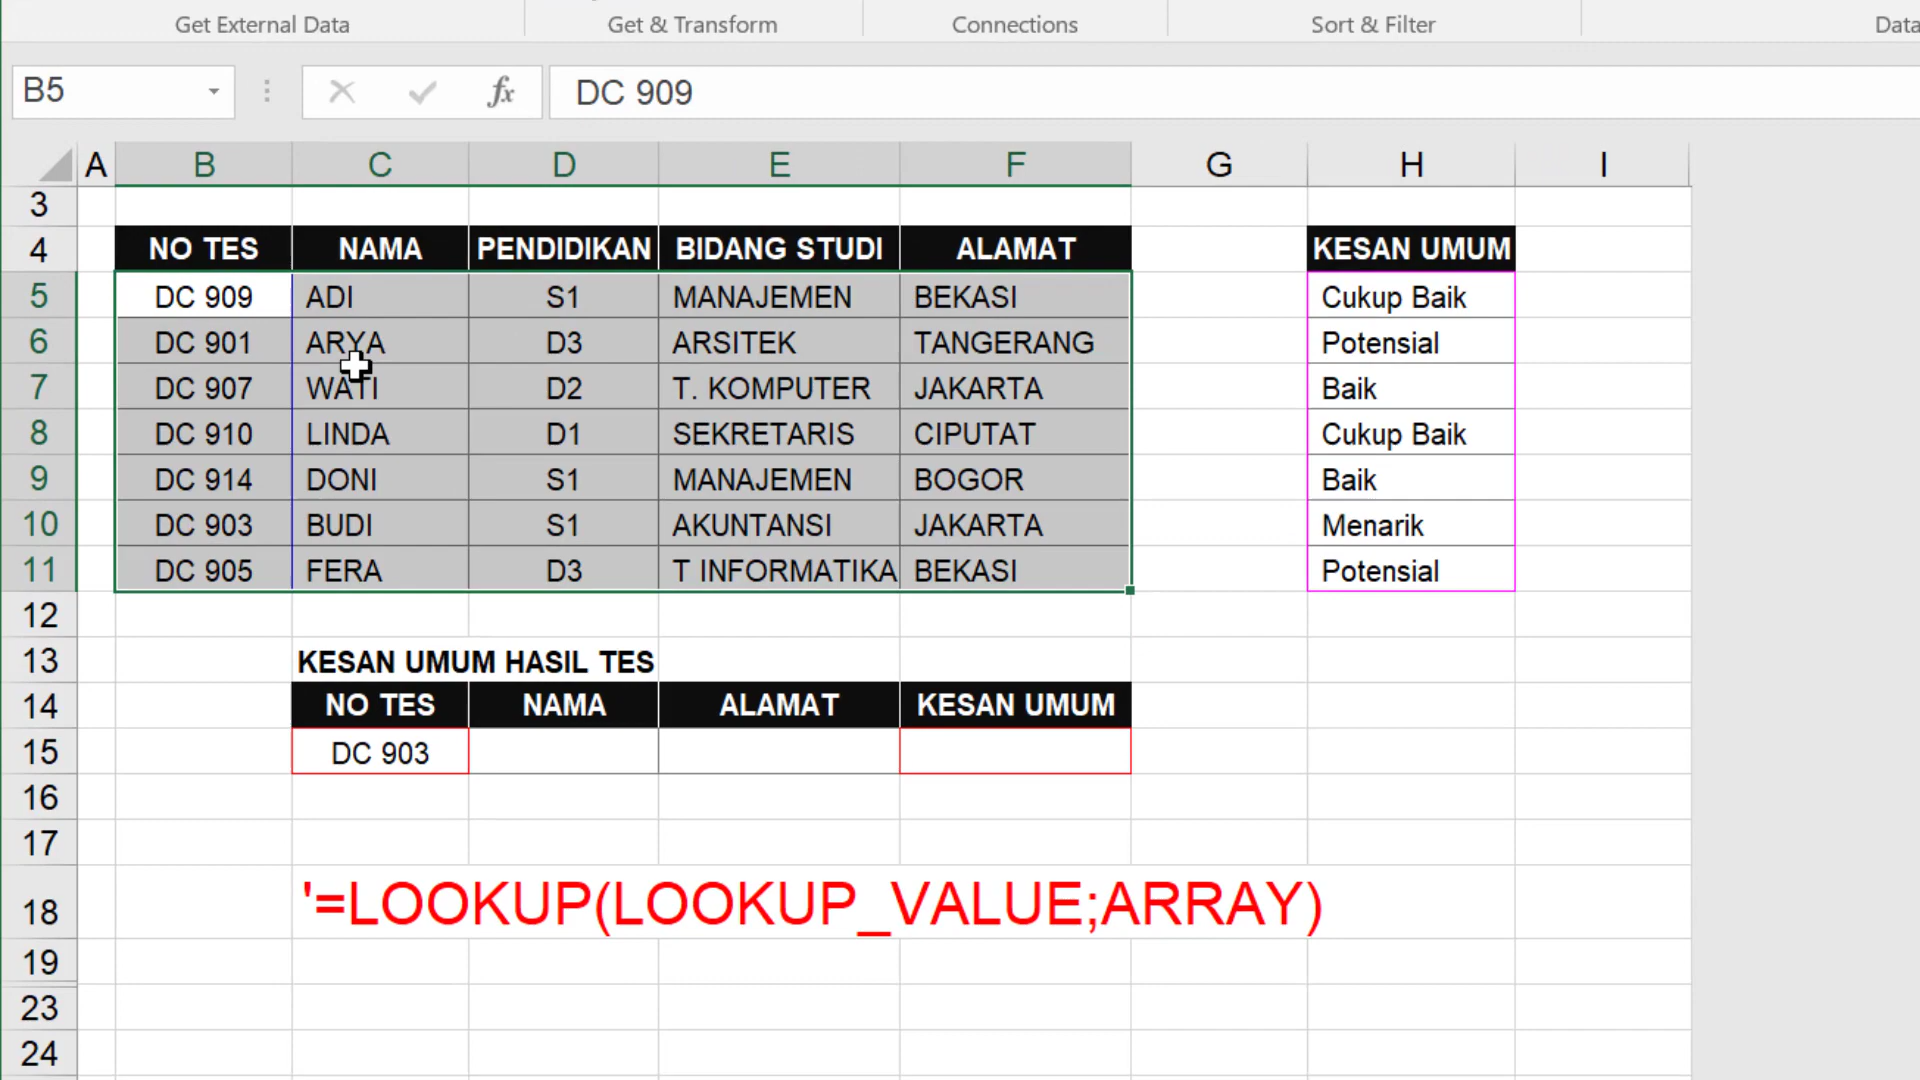 Get External Data Get & Transform Connections Sort & Filter Data
B5 fx DC 909
A B C D E F G H I
3
4 NO TES NAMA PENDIDIKAN BIDANG STUDI ALAMAT KESAN UMUM
5 DC 909 ADI S1 MANAJEMEN BEKASI Cukup Baik
6 DC 901 ARYA D3 ARSITEK TANGERANG Potensial
7 DC 907 WATI D2 T. KOMPUTER JAKARTA Baik
8 DC 910 LINDA D1 SEKRETARIS CIPUTAT Cukup Baik
9 DC 914 DONI S1 MANAJEMEN BOGOR Baik
10 DC 903 BUDI S1 AKUNTANSI JAKARTA Menarik
11 DC 905 FERA D3 T INFORMATIKA BEKASI Potensial
12
13 KESAN UMUM HASIL TES
14 NO TES NAMA ALAMAT KESAN UMUM
15 DC 903
16
17
18 '=LOOKUP(LOOKUP_VALUE;ARRAY)
19
23
24